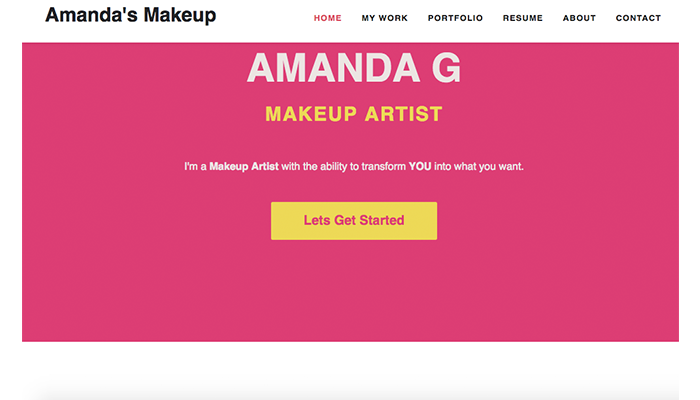 Amanda's Makeup
HOME MY WORK PORTFOLIO RESUME ABOUT CONTACT
AMANDA G
MAKEUP ARTIST
I'm a Makeup Artist with the ability to transform YOU into what you want.
Lets Get Started